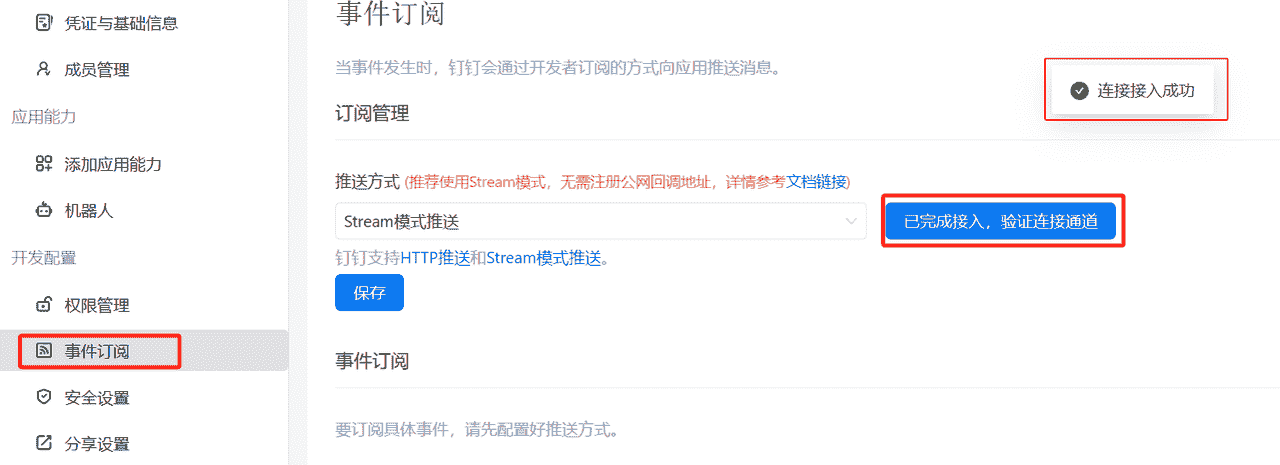 凭证与基础信息
成员管理
应用能力
添加应用能力
机器人
开发配置
权限管理
事件订阅
安全设置
分享设置
事件订阅
当事件发生时，钉钉会通过开发者订阅的方式向应用推送消息。
连接接入成功
订阅管理
推送方式 (推荐使用Stream模式，无需注册公网回调地址，详情参考文档链接)
Stream模式推送
已完成接入，验证连接通道
钉钉支持HTTP推送和Stream模式推送。
保存
事件订阅
要订阅具体事件，请先配置好推送方式。